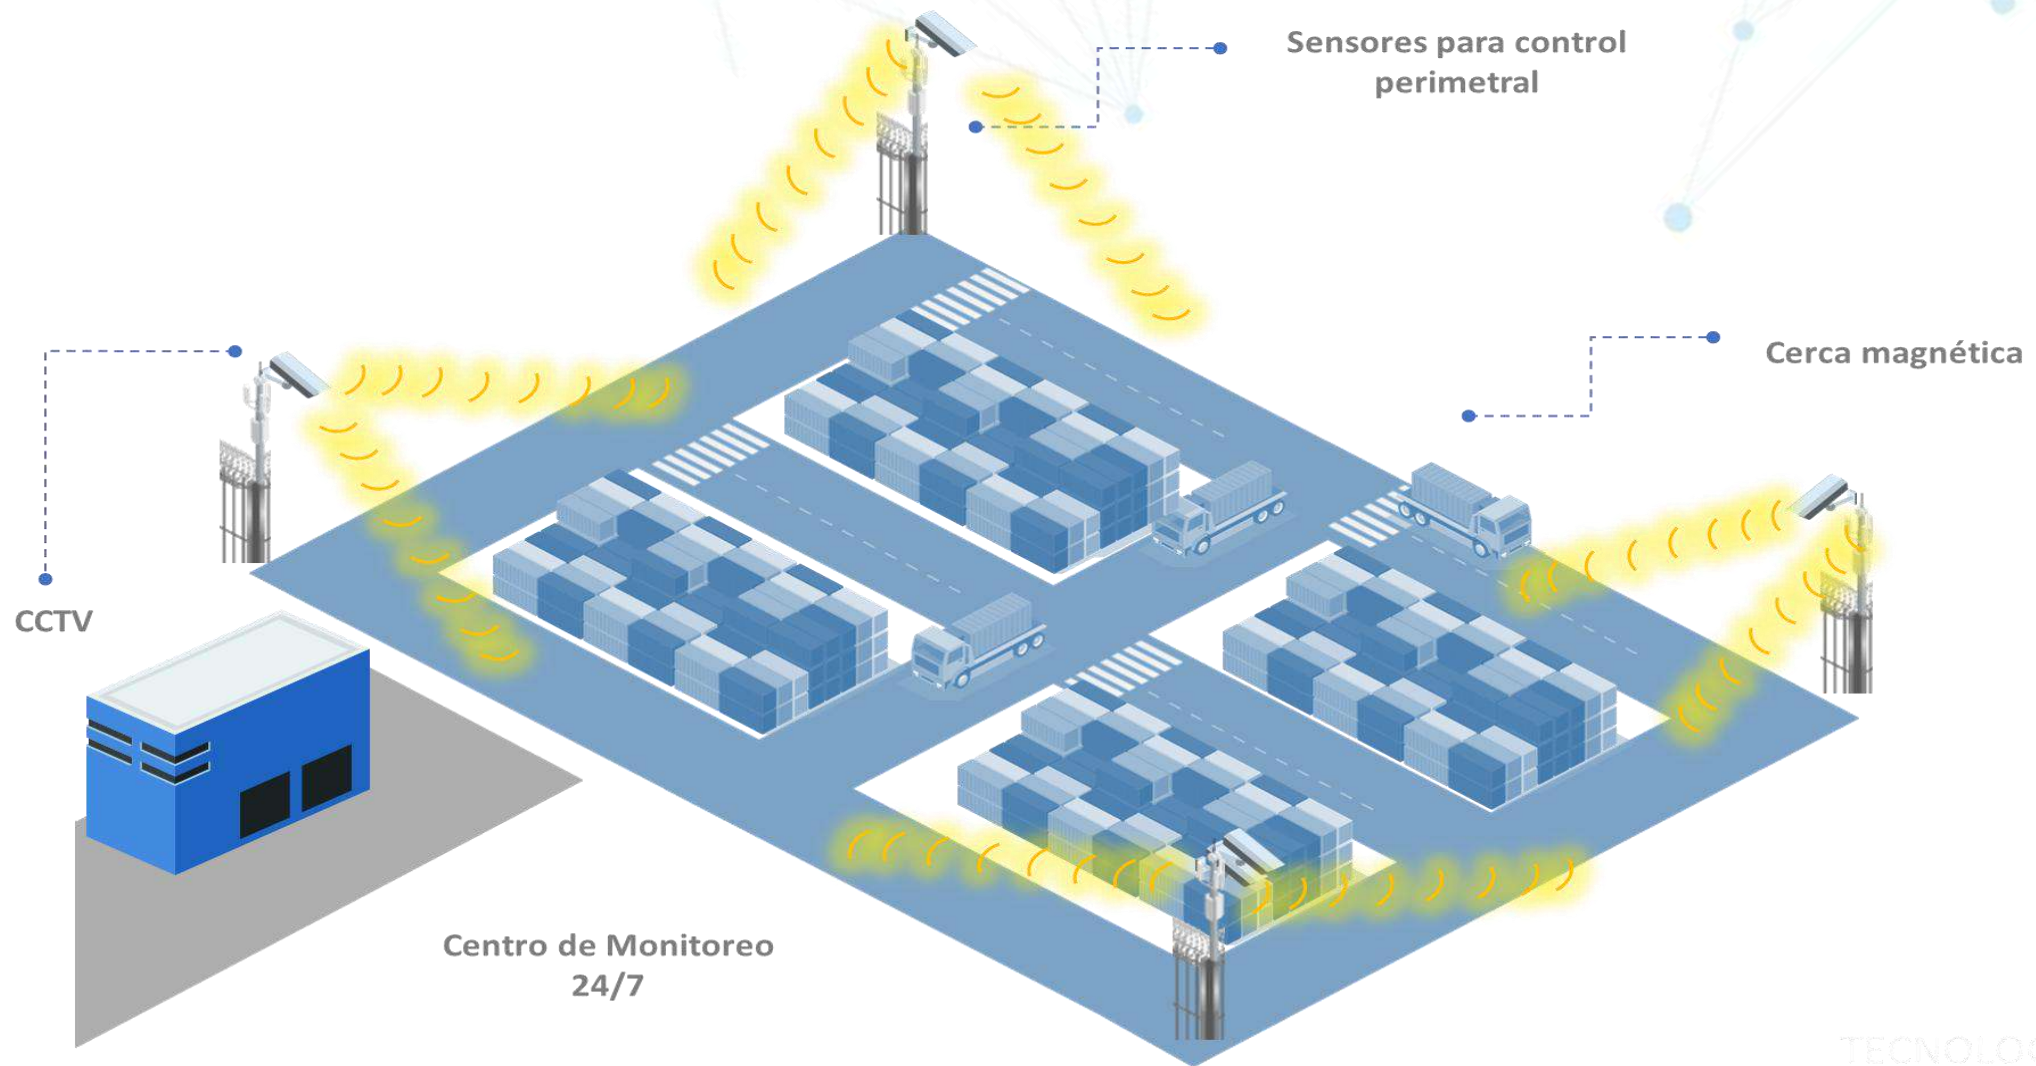 Sensores para control
perimetral
Cerca magnética
CCTV
Centro de Monitoreo
24/7